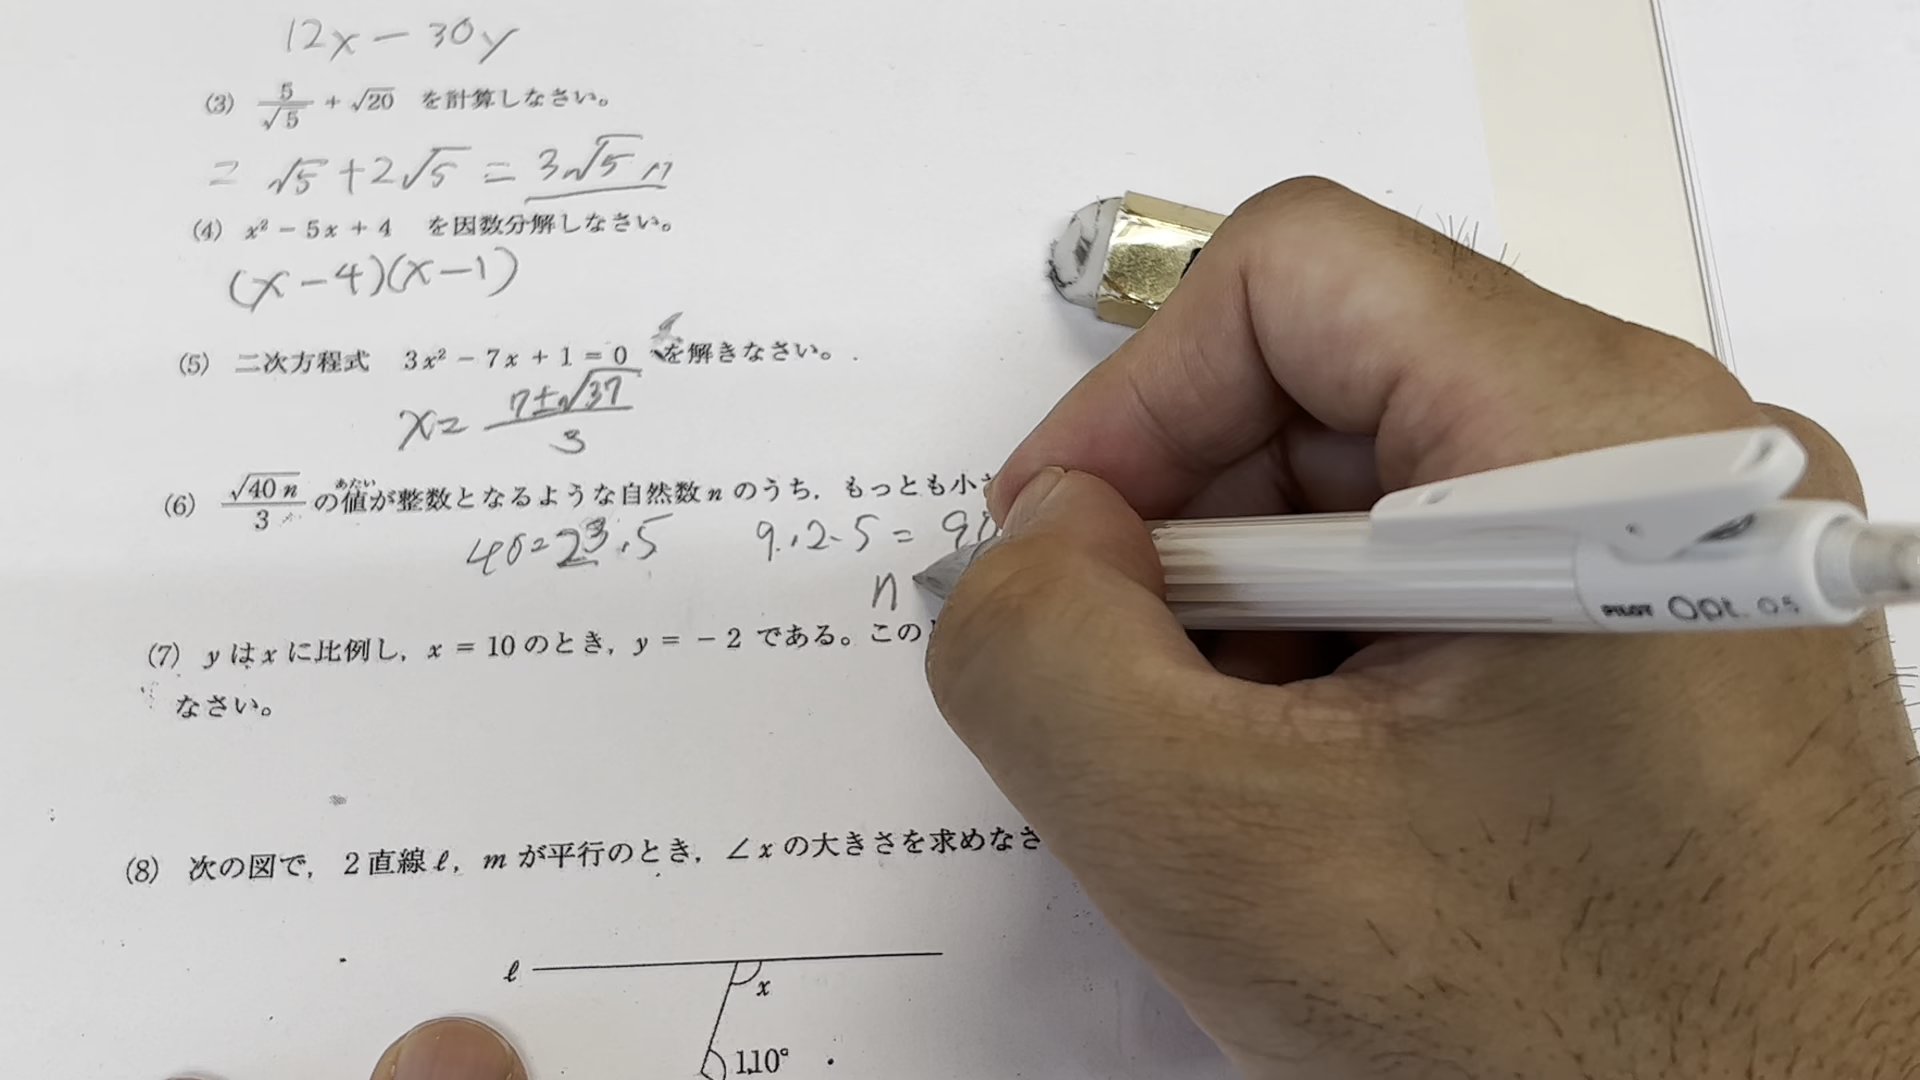 12x − 30y
(3) 5/√5 + √20 を計算しなさい。
= √5 + 2√5 = 3√5
(4) x² − 5x + 4 を因数分解しなさい。
(x − 4)(x − 1)
(5) 二次方程式 3x² − 7x + 1 = 0 を解きなさい。
x = 7±√37/3
(6) √40n/3 の値が整数となるような自然数 n のうち，もっとも小
あたい
40 = 2³·5 9·2·5 = 90
n
(7) y は x に比例し，x = 10 のとき，y = − 2 である。この
なさい。
(8) 次の図で，2直線 ℓ，m が平行のとき，∠x の大きさを求めなさ
ℓ
x
110°
PILOT Opt. 0.5